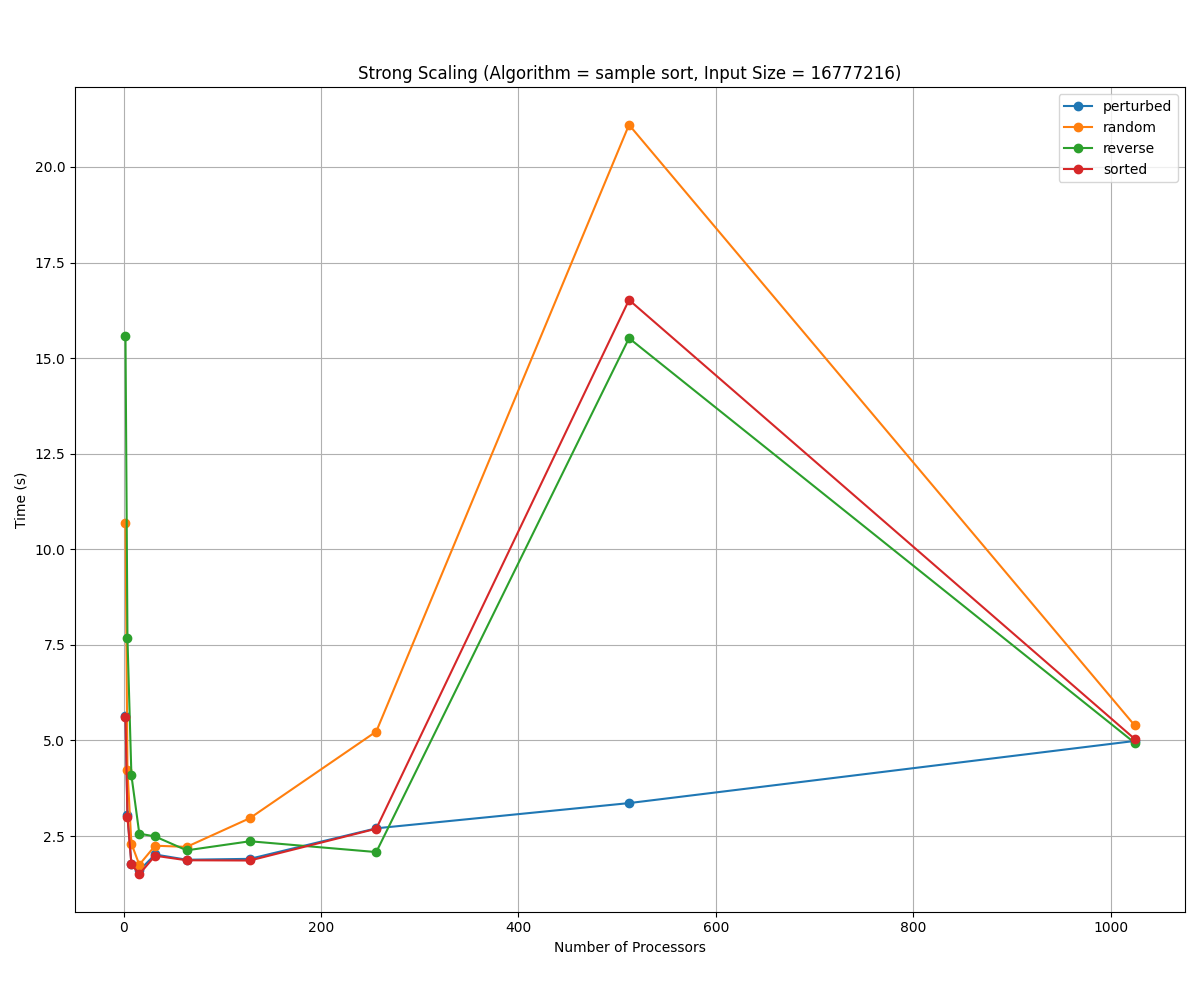 Strong Scaling (Algorithm = sample sort, Input Size = 16777216)
perturbed
random
reverse
sorted
20.0
17.5
15.0
12.5
10.0
7.5
5.0
2.5
Time (s)
0 200 400 600 800 1000
Number of Processors